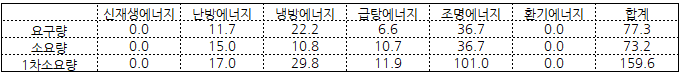 신재생에너지 난방에너지 냉방에너지 급탕에너지 조명에너지 환기에너지 합계
요구량 0.0 11.7 22.2 6.6 36.7 0.0 77.3
소요량 0.0 15.0 10.8 10.7 36.7 0.0 73.2
1차소요량 0.0 17.0 29.8 11.9 101.0 0.0 159.6